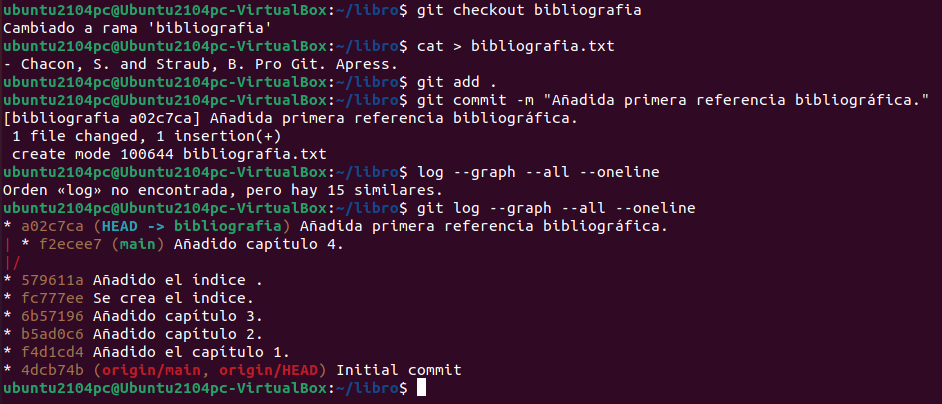 ubuntu2104pc@Ubuntu2104pc-VirtualBox:~/libro$ git checkout bibliografia
Cambiado a rama 'bibliografia'
ubuntu2104pc@Ubuntu2104pc-VirtualBox:~/libro$ cat > bibliografia.txt
- Chacon, S. and Straub, B. Pro Git. Apress.
ubuntu2104pc@Ubuntu2104pc-VirtualBox:~/libro$ git add .
ubuntu2104pc@Ubuntu2104pc-VirtualBox:~/libro$ git commit -m "Añadida primera referencia bibliográfica."
[bibliografia a02c7ca] Añadida primera referencia bibliográfica.
 1 file changed, 1 insertion(+)
 create mode 100644 bibliografia.txt
ubuntu2104pc@Ubuntu2104pc-VirtualBox:~/libro$ log --graph --all --oneline
Orden «log» no encontrada, pero hay 15 similares.
ubuntu2104pc@Ubuntu2104pc-VirtualBox:~/libro$ git log --graph --all --oneline
* a02c7ca (HEAD -> bibliografia) Añadida primera referencia bibliográfica.
| * f2ecee7 (main) Añadido capítulo 4.
|/
* 579611a Añadido el índice .
* fc777ee Se crea el indice.
* 6b57196 Añadido capitulo 3.
* b5ad0c6 Añadido capitulo 2.
* f4d1cd4 Añadido el capitulo 1.
* 4dcb74b (origin/main, origin/HEAD) Initial commit
ubuntu2104pc@Ubuntu2104pc-VirtualBox:~/libro$